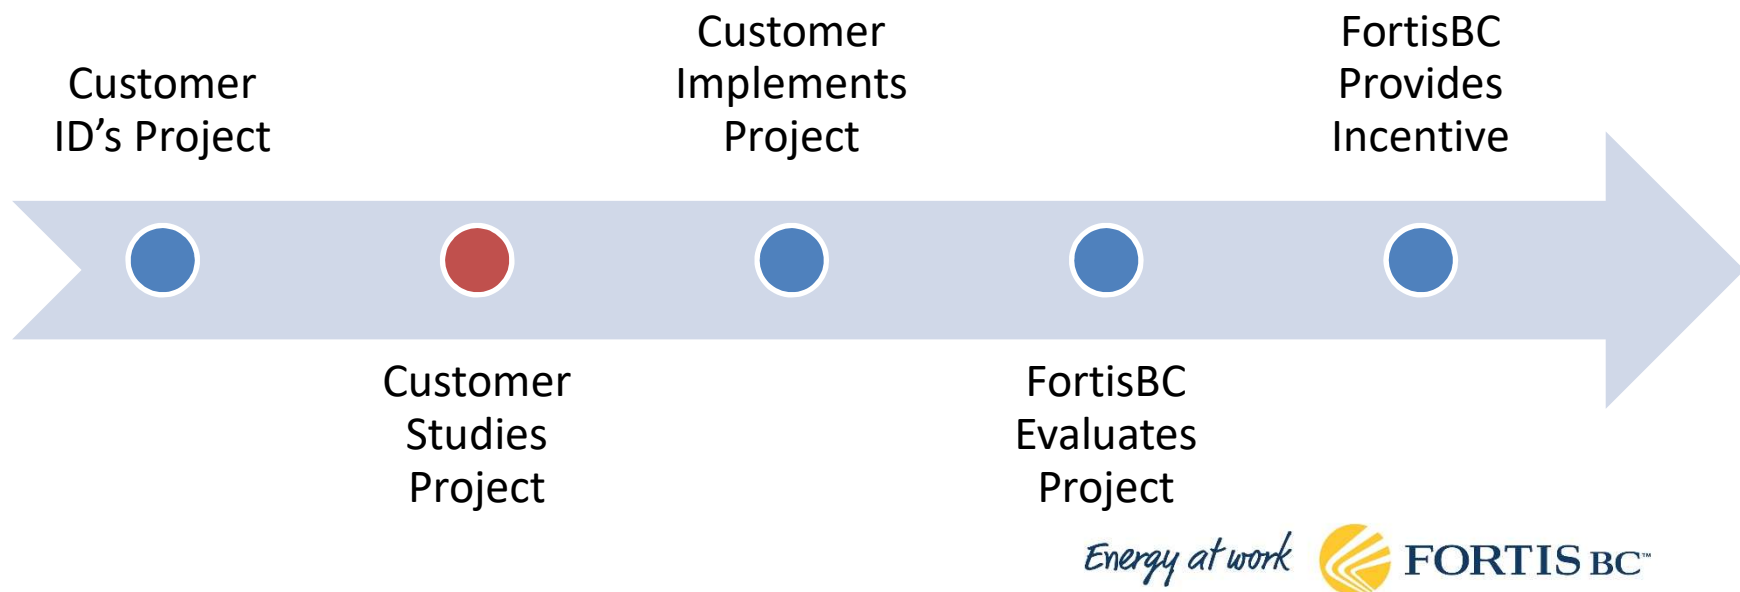 Customer
ID’s Project
Customer
Studies
Project
Customer
Implements
Project
FortisBC
Evaluates
Project
FortisBC
Provides
Incentive
Energy at work
FORTIS BC™